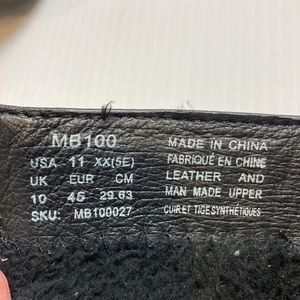 MB100
USA 11 XX(5E)
UK EUR CM
10 45 29.63
SKU: MB100027
MADE IN CHINA
FABRIQUÉ EN CHINE
LEATHER AND
MAN MADE UPPER
CUIR ET TIGE SYNTHÉTIQUES